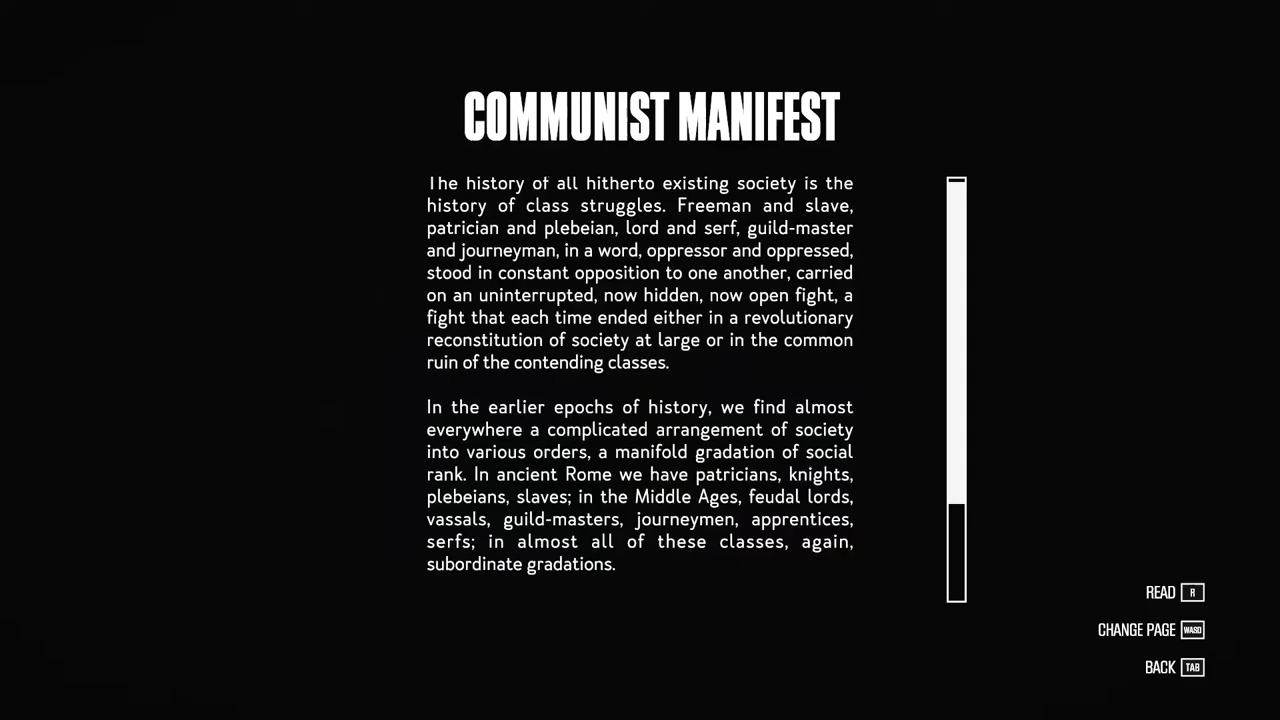 COMMUNIST MANIFEST
The history of all hitherto existing society is the
history of class struggles. Freeman and slave,
patrician and plebeian, lord and serf, guild-master
and journeyman, in a word, oppressor and oppressed,
stood in constant opposition to one another, carried
on an uninterrupted, now hidden, now open fight, a
fight that each time ended either in a revolutionary
reconstitution of society at large or in the common
ruin of the contending classes.
In the earlier epochs of history, we find almost
everywhere a complicated arrangement of society
into various orders, a manifold gradation of social
rank. In ancient Rome we have patricians, knights,
plebeians, slaves; in the Middle Ages, feudal lords,
vassals, guild-masters, journeymen, apprentices,
serfs; in almost all of these classes, again,
subordinate gradations.
READ R
CHANGE PAGE WASD
BACK TAB